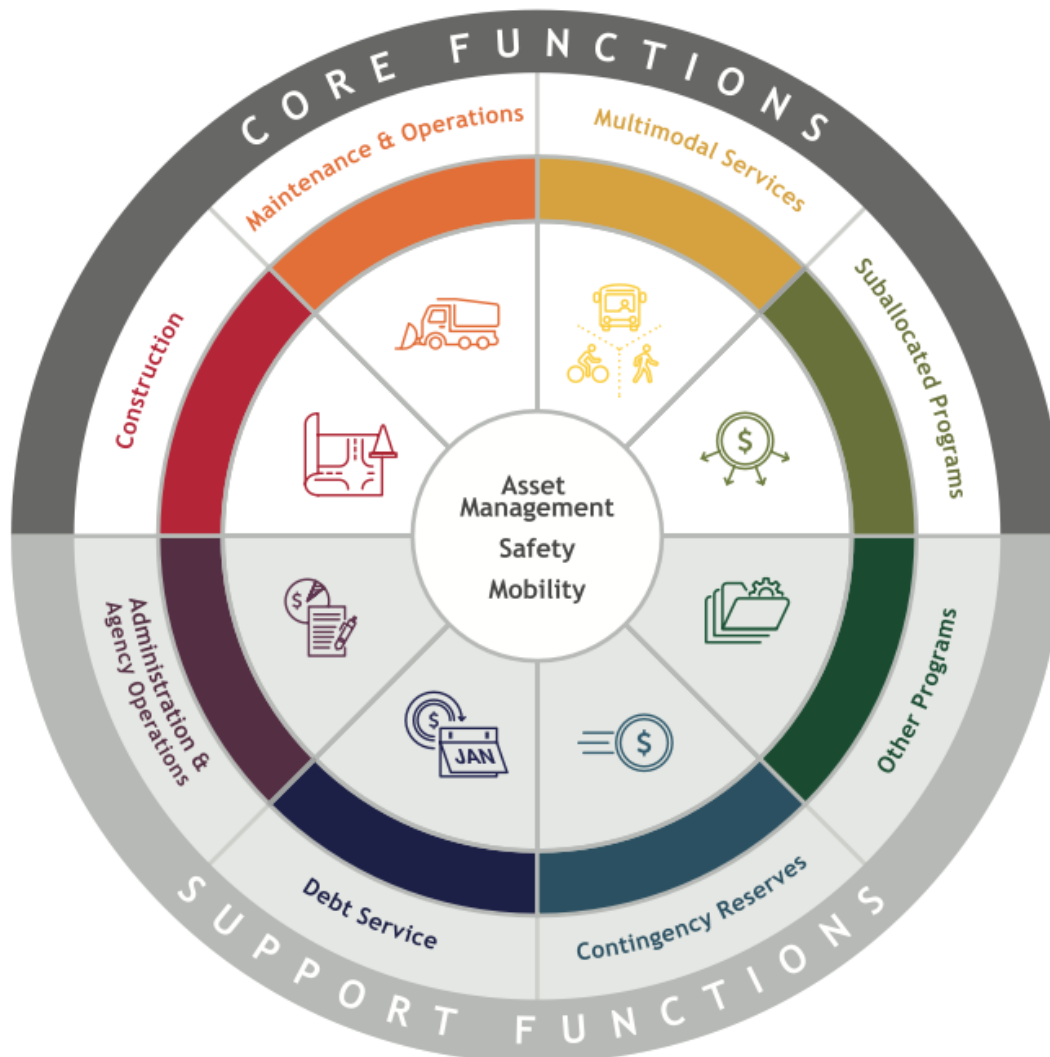 CORE FUNCTIONS
Maintenance & Operations
Multimodal Services
Construction
Suballocated Programs
$
Asset
Management
Safety
Mobility
$
Administration &
Agency Operations
Other Programs
$
JAN
$
Debt Service
Contingency Reserves
SUPPORT FUNCTIONS